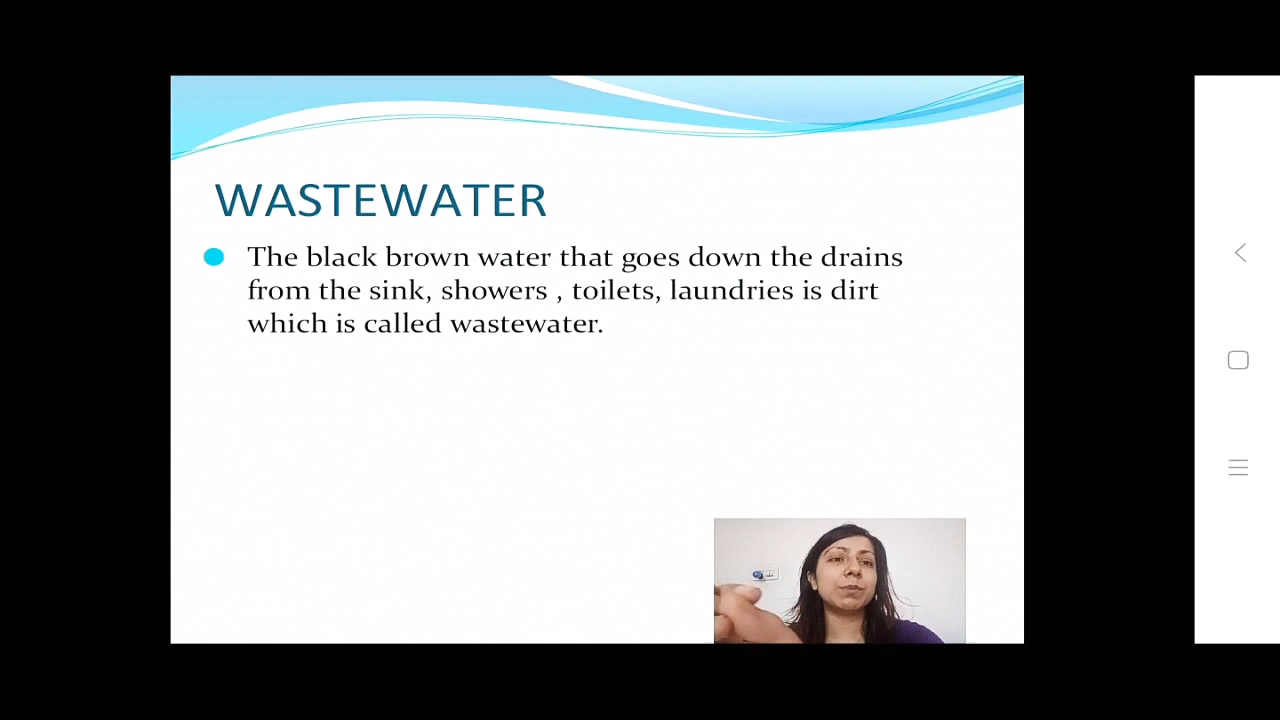 WASTEWATER
The black brown water that goes down the drains
from the sink, showers , toilets, laundries is dirt
which is called wastewater.